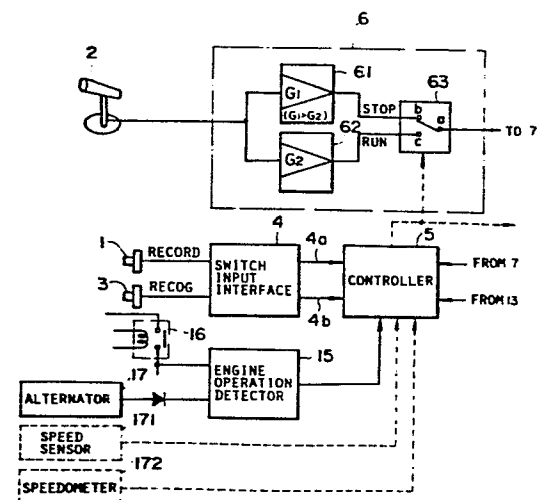 6
2
61
G1
(G1>G2)
STOP
63
b
a
c
TO 7
62
G2
RUN
4
5
1
RECORD
4a
SWITCH
INPUT
INTERFACE
CONTROLLER
FROM 7
3
RECOG
4b
FROM 13
16
15
ENGINE
OPERATION
DETECTOR
17
ALTERNATOR
171
SPEED
SENSOR
172
SPEEDOMETER